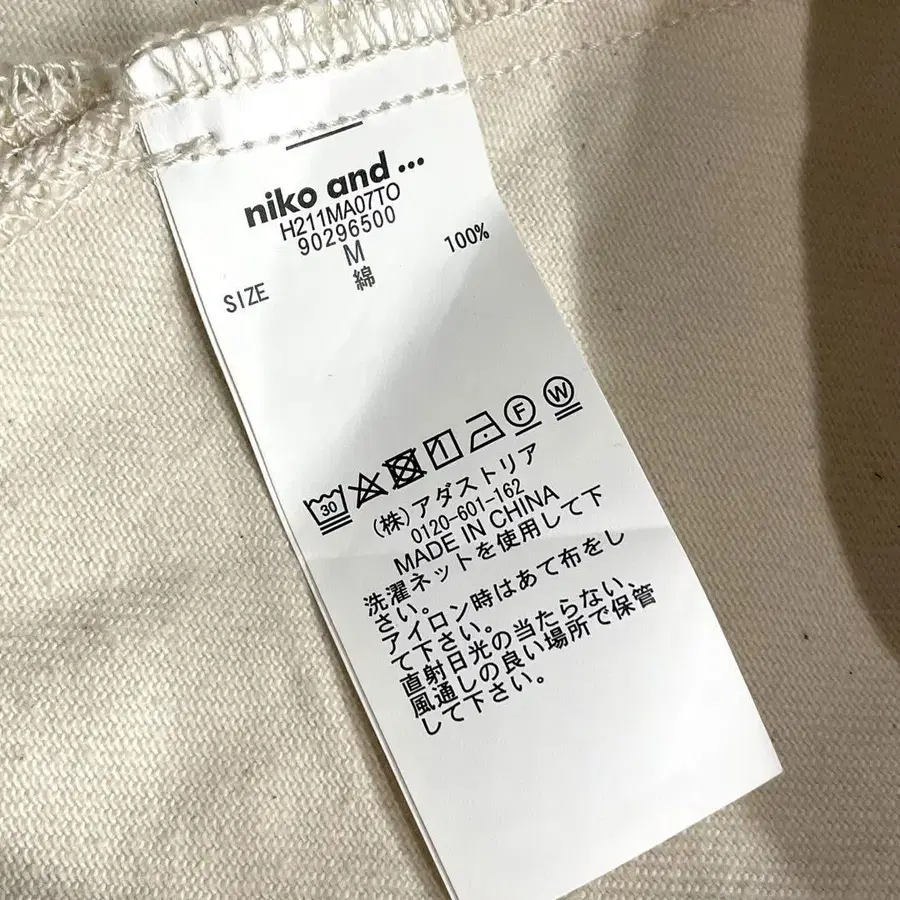 niko and ...
H211MA07TO
90296500
SIZE M
綿 100%
30
F W
(株)アダストリア
0120-601-162
MADE IN CHINA
洗濯ネットを使用して下
さい。
アイロン時はあて布をし
て下さい。
直射日光の当たらない、
風通しの良い場所で保管
して下さい。